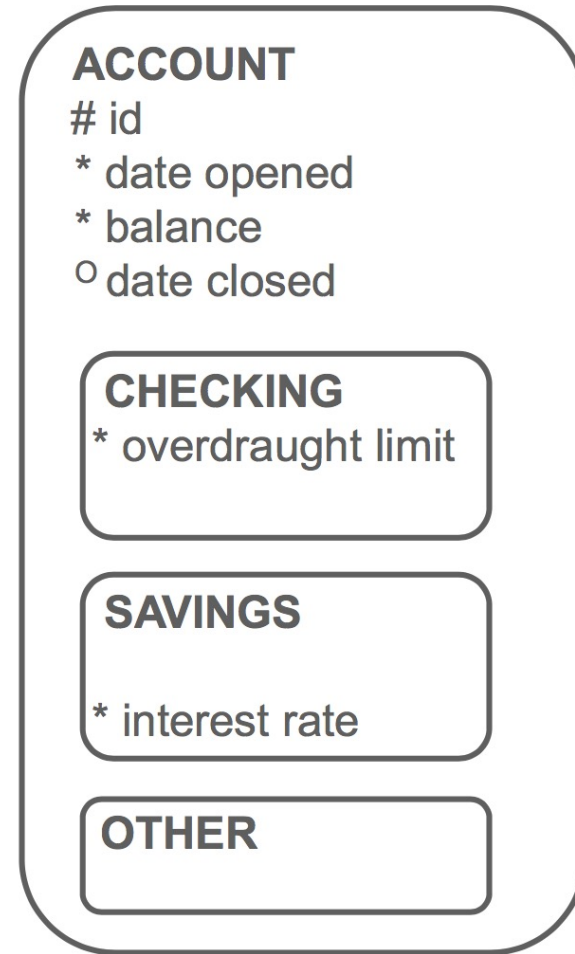 ACCOUNT
# id
* date opened
* balance
o date closed
CHECKING
* overdraught limit
SAVINGS
* interest rate
OTHER